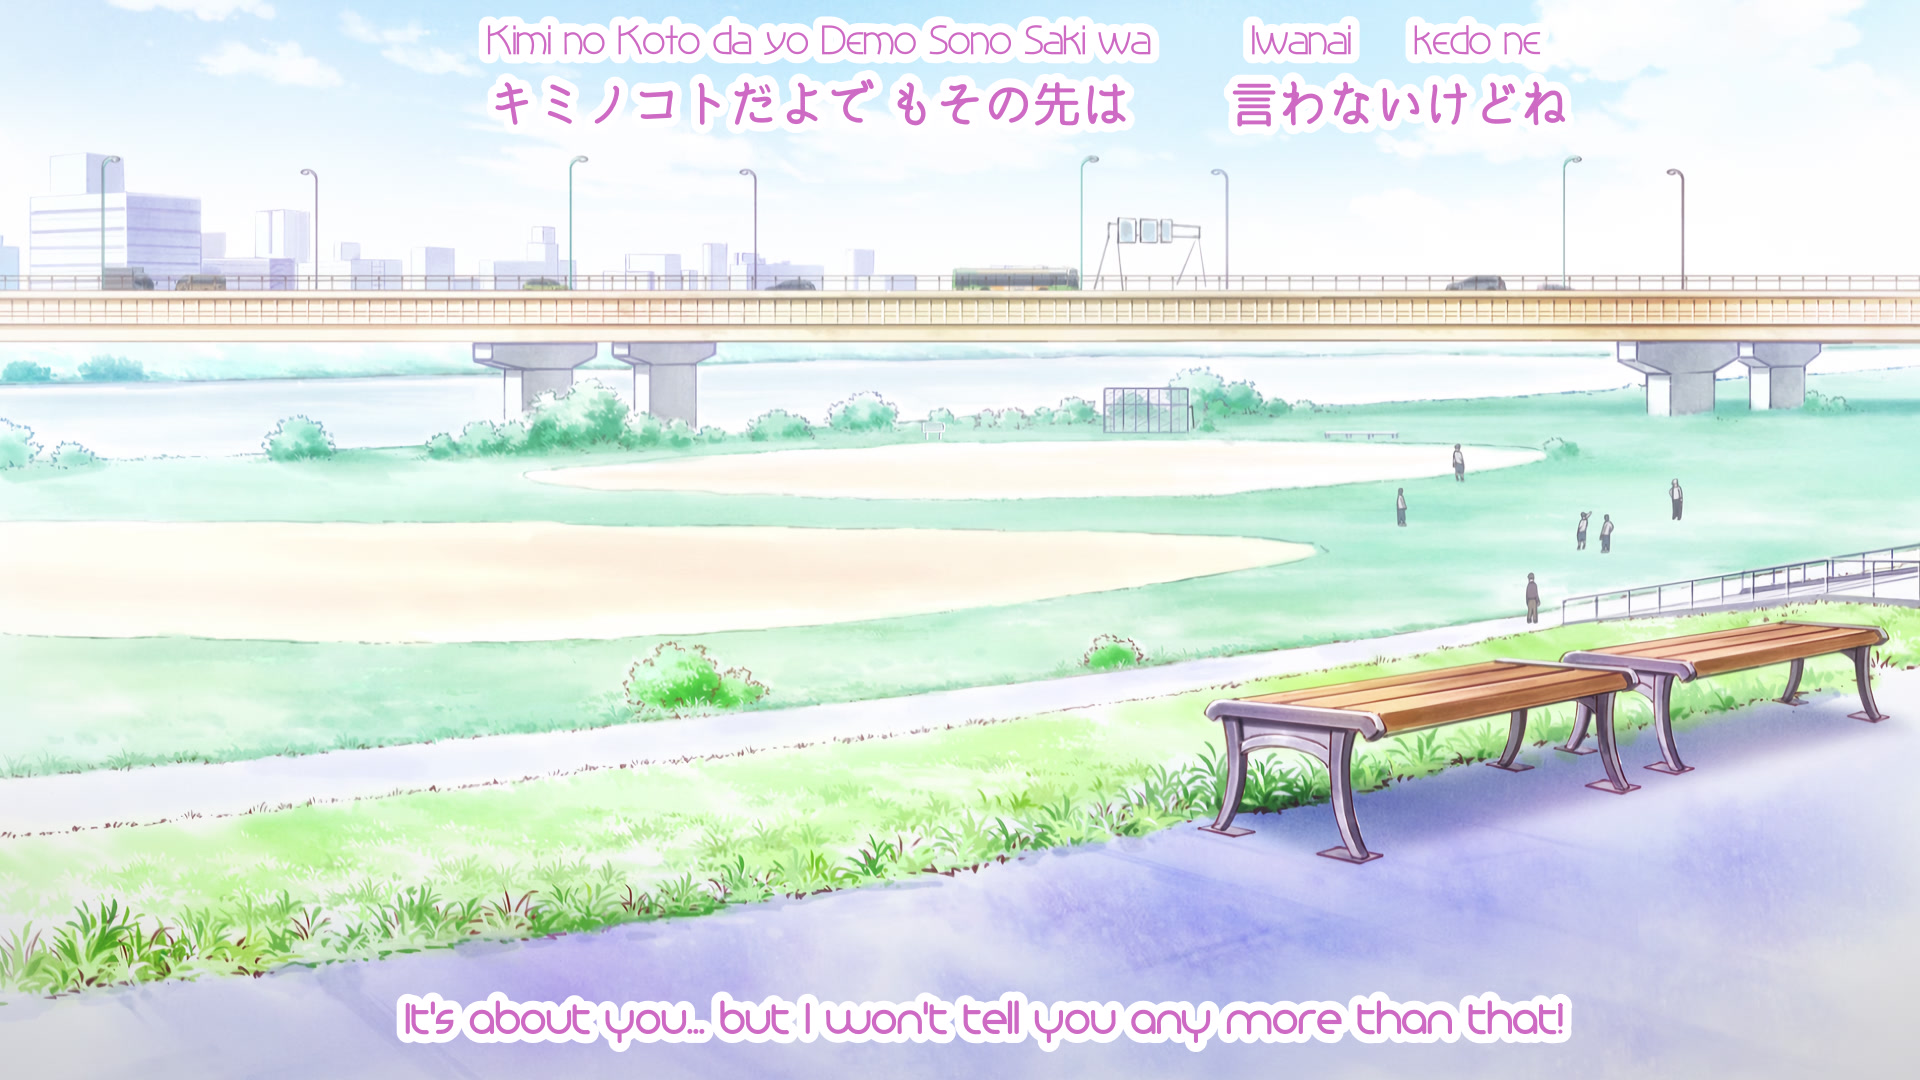 Kimi no Koto da yo Demo Sono Saki wa Iwanai kedo ne
キミノコトだよで もその先は 言わないけどね
It's about you... but I won't tell you any more than that!